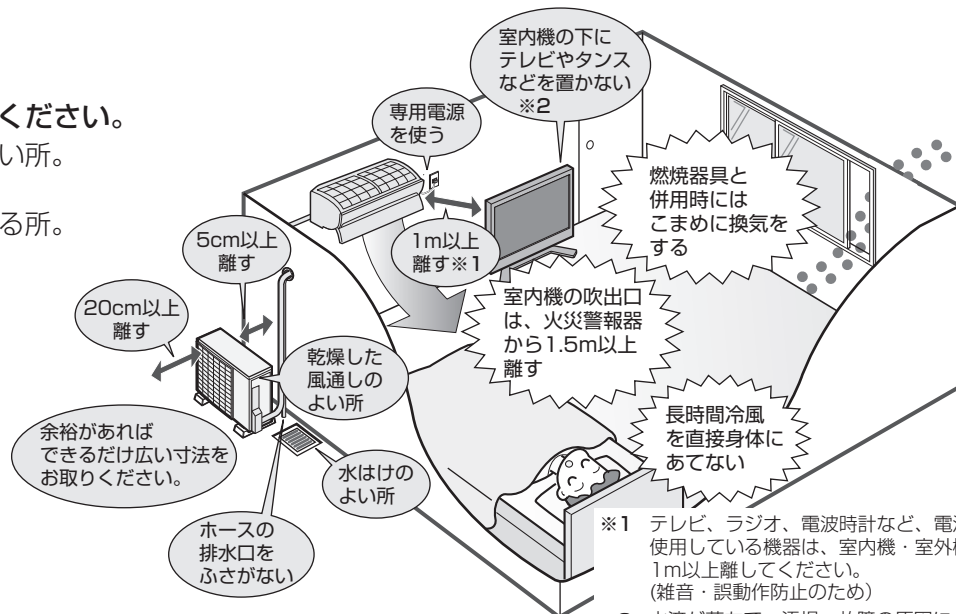 ください。
い所。
る所。
室内機の下に
テレビやタンス
などを置かない
※2
専用電源
を使う
燃焼器具と
併用時には
こまめに換気を
する
5cm以上
離す
1m以上
離す※1
20cm以上
離す
室内機の吹出口
は、火災警報器
から1.5m以上
離す
乾燥した
風通しの
よい所
長時間冷風
を直接身体に
あてない
余裕があれば
できるだけ広い寸法を
お取りください。
水はけの
よい所
ホースの
排水口を
ふさがない
※1 テレビ、ラジオ、電波時計など、電
使用している機器は、室内機・室外
1m以上離してください。
(雑音・誤動作防止のため)